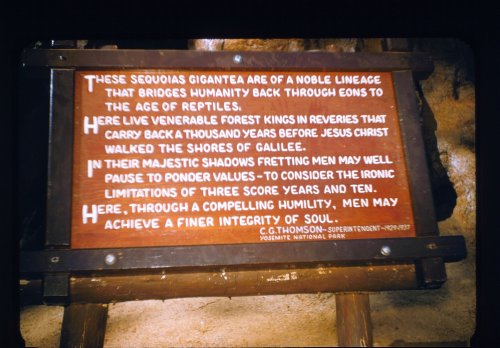 THESE SEQUOIAS GIGANTEA ARE OF A NOBLE LINEAGE
THAT BRIDGES HUMANITY BACK THROUGH EONS TO
THE AGE OF REPTILES.
HERE LIVE VENERABLE FOREST KINGS IN REVERIES THAT
CARRY BACK A THOUSAND YEARS BEFORE JESUS CHRIST
WALKED THE SHORES OF GALILEE.
IN THEIR MAJESTIC SHADOWS FRETTING MEN MAY WELL
PAUSE TO PONDER VALUES-TO CONSIDER THE IRONIC
LIMITATIONS OF THREE SCORE YEARS AND TEN.
HERE, THROUGH A COMPELLING HUMILITY, MEN MAY
ACHIEVE A FINER INTEGRITY OF SOUL.
C.G.THOMSON-SUPERINTENDENT-1929-1937
YOSEMITE NATIONAL PARK